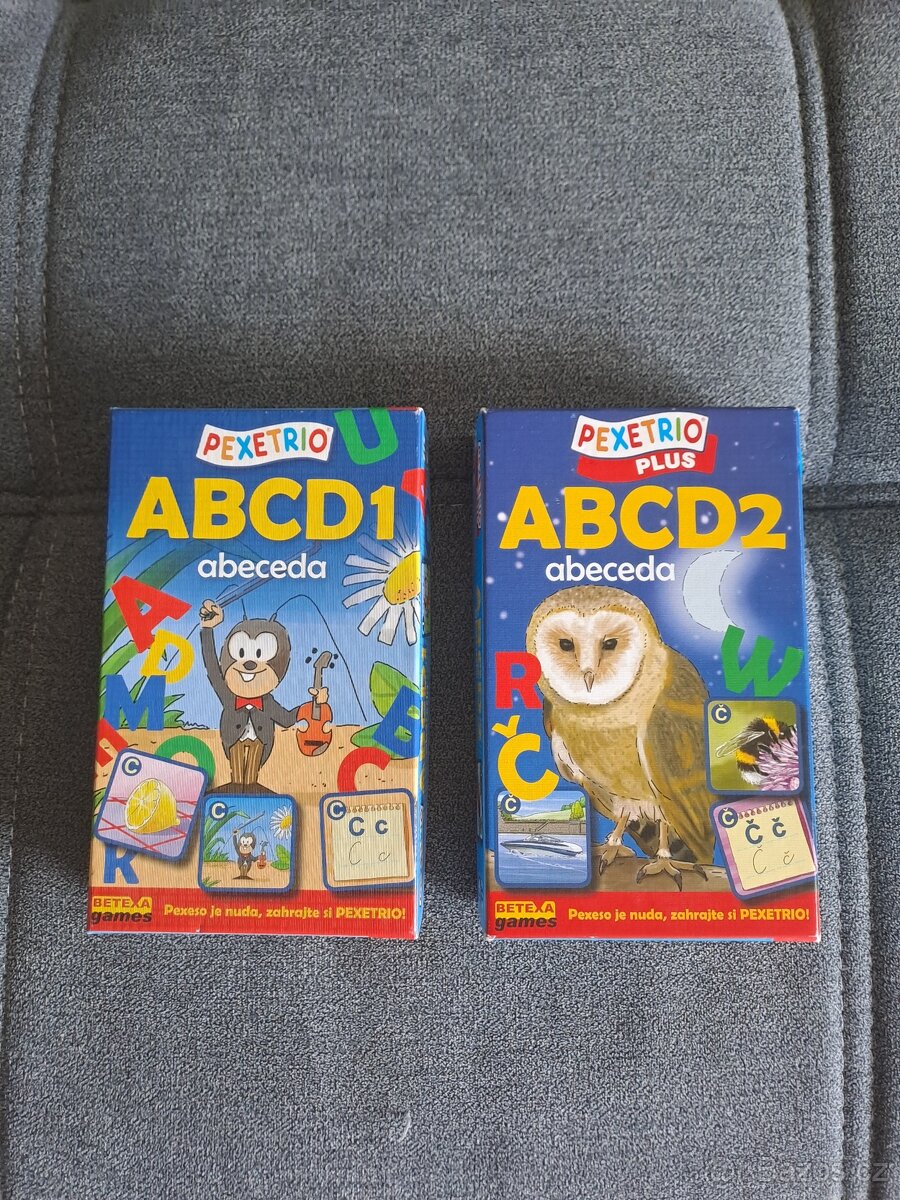 PEXETRIO®
U
ABCD1
abeceda
A
D
M
E
C
K
C
C
C
C c
C c
BETEXA
games
Pexeso je nuda, zahrajte si PEXETRIO!
PEXETRIO®
PLUS
ABCD2
abeceda
R
W
Č
Č
Č
Č
Č č
Č č
BETEXA
games
Pexeso je nuda, zahrajte si PEXETRIO!